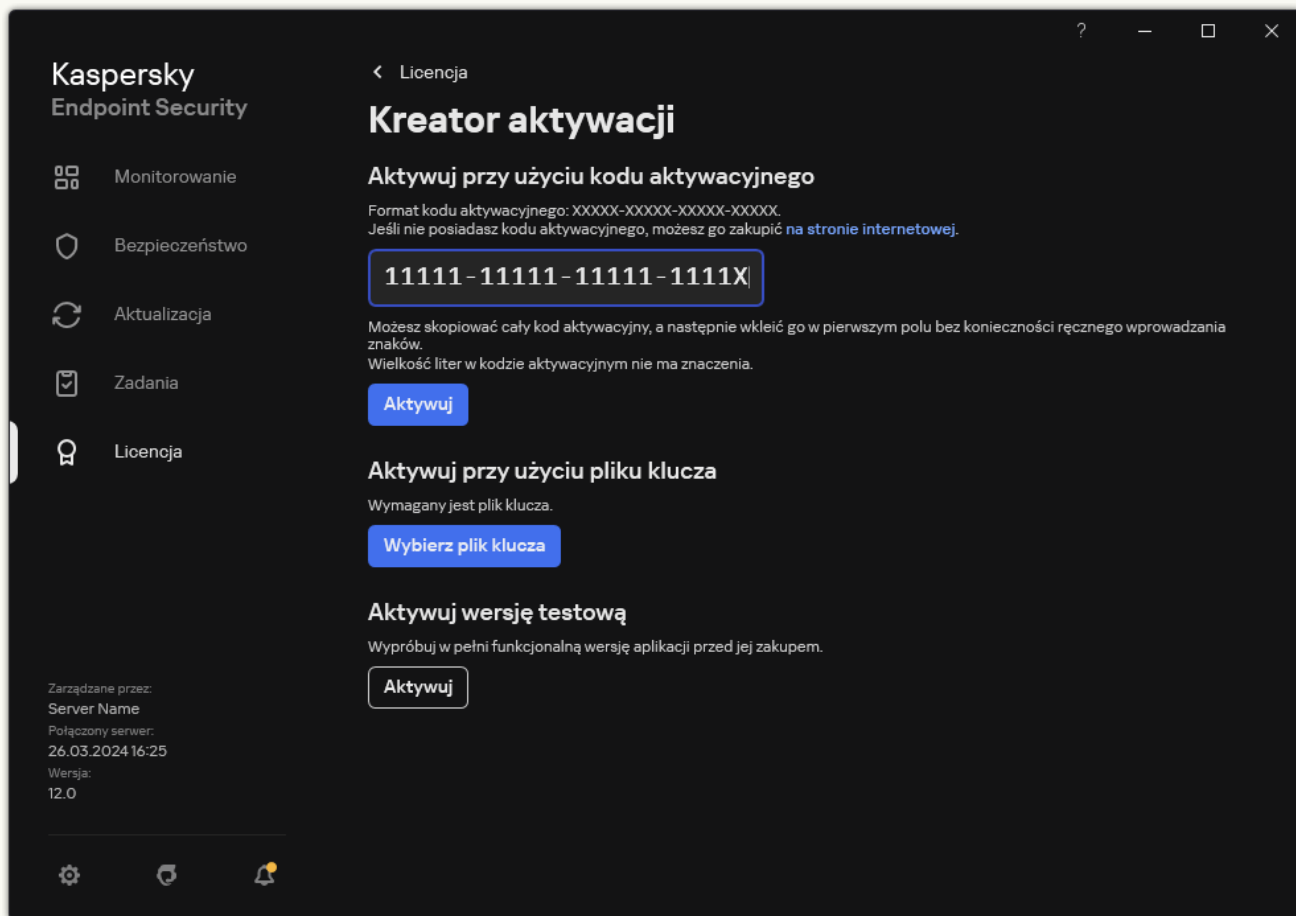 ?
Kaspersky
Endpoint Security
Monitorowanie
Bezpieczeństwo
Aktualizacja
Zadania
Licencja
Zarządzane przez:
Server Name
Połączony serwer:
26.03.2024 16:25
Wersja:
12.0
Licencja
Kreator aktywacji
Aktywuj przy użyciu kodu aktywacyjnego
Format kodu aktywacyjnego: XXXXX-XXXXX-XXXXX-XXXXX.
Jeśli nie posiadasz kodu aktywacyjnego, możesz go zakupić na stronie internetowej.
11111-11111-11111-1111X
Możesz skopiować cały kod aktywacyjny, a następnie wkleić go w pierwszym polu bez konieczności ręcznego wprowadzania
znaków.
Wielkość liter w kodzie aktywacyjnym nie ma znaczenia.
Aktywuj
Aktywuj przy użyciu pliku klucza
Wymagany jest plik klucza.
Wybierz plik klucza
Aktywuj wersję testową
Wypróbuj w pełni funkcjonalną wersję aplikacji przed jej zakupem.
Aktywuj